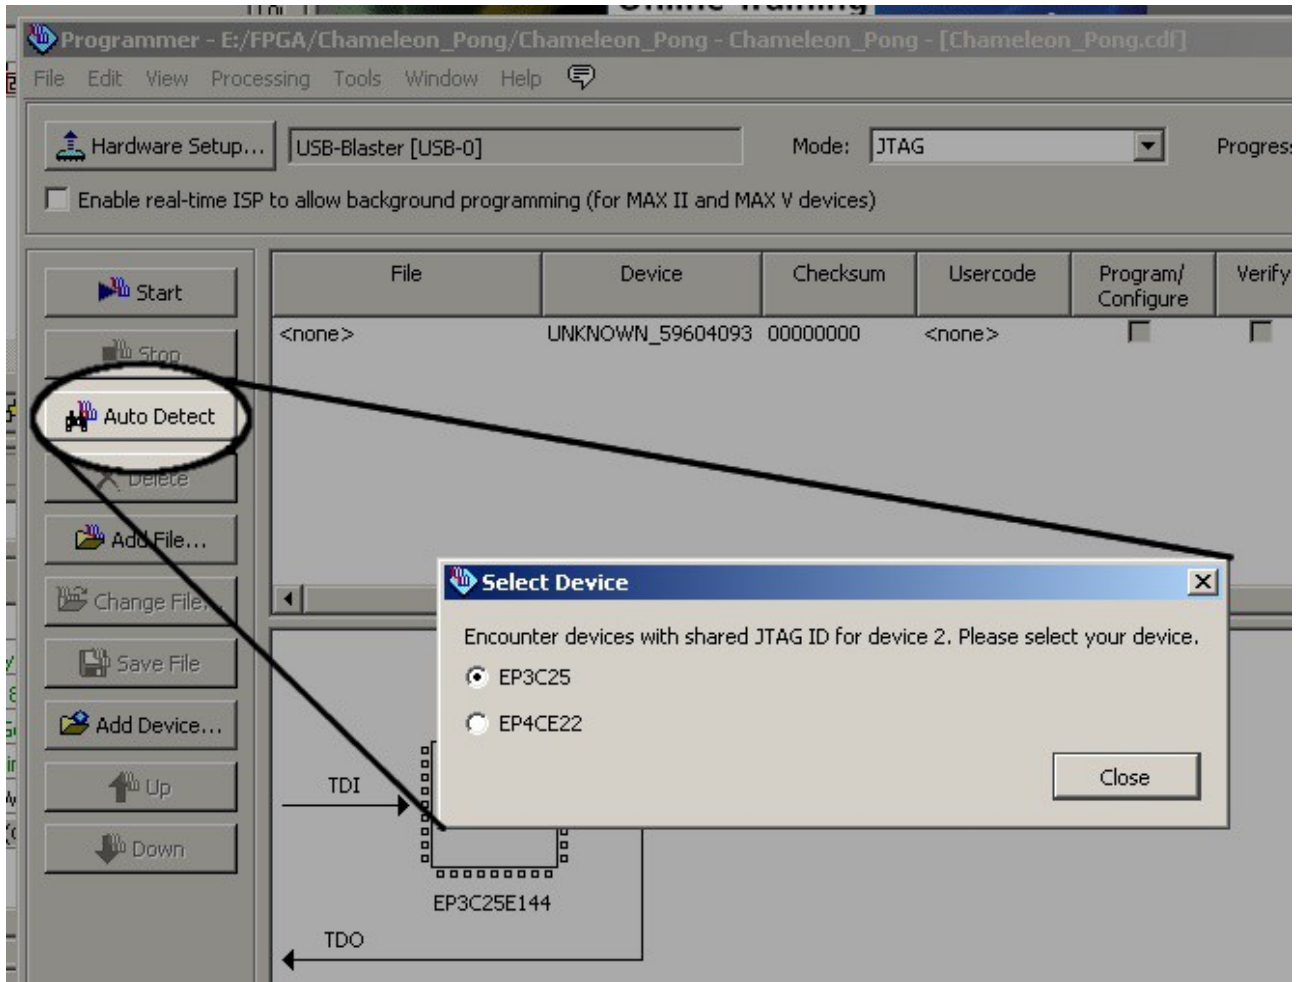 Online Training
Programmer - E:/FPGA/Chameleon_Pong/Chameleon_Pong - Chameleon_Pong - [Chameleon_Pong.cdf]
File Edit View Processing Tools Window Help
Hardware Setup... USB-Blaster [USB-0] Mode: JTAG Progress
Enable real-time ISP to allow background programming (for MAX II and MAX V devices)
File Device Checksum Usercode Program/ Verify
Configure
Start
<none> UNKNOWN_59604093 00000000 <none>
Stop
Auto Detect
Delete
Add File...
Select Device
Change File...
Encounter devices with shared JTAG ID for device 2. Please select your device.
Save File
EP3C25
Add Device...
EP4CE22
Close
Up
TDI
Down
EP3C25E144
TDO